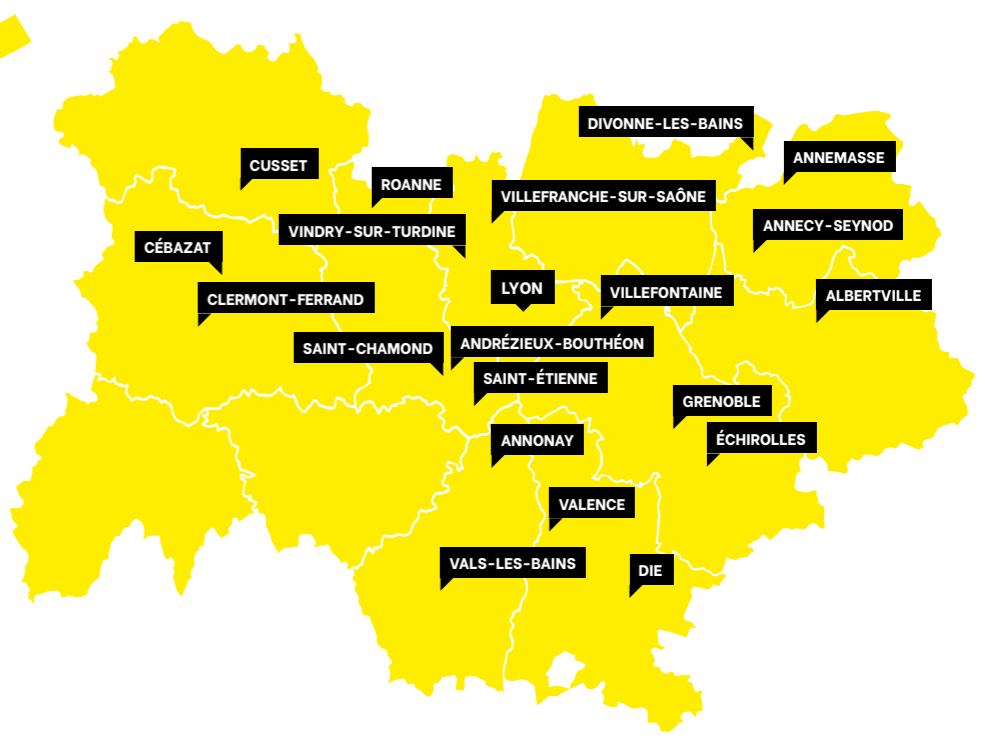 DIVONNE-LES-BAINS
ANNEMASSE
CUSSET
ROANNE
VILLEFRANCHE-SUR-SAÔNE
VINDRY-SUR-TURDINE
ANNECY-SEYNOD
CÉBAZAT
LYON
VILLEFONTAINE
ALBERTVILLE
CLERMONT-FERRAND
SAINT-CHAMOND
ANDRÉZIEUX-BOUTHÉON
SAINT-ÉTIENNE
GRENOBLE
ÉCHIROLLES
ANNONAY
VALENCE
VALS-LES-BAINS
DIE